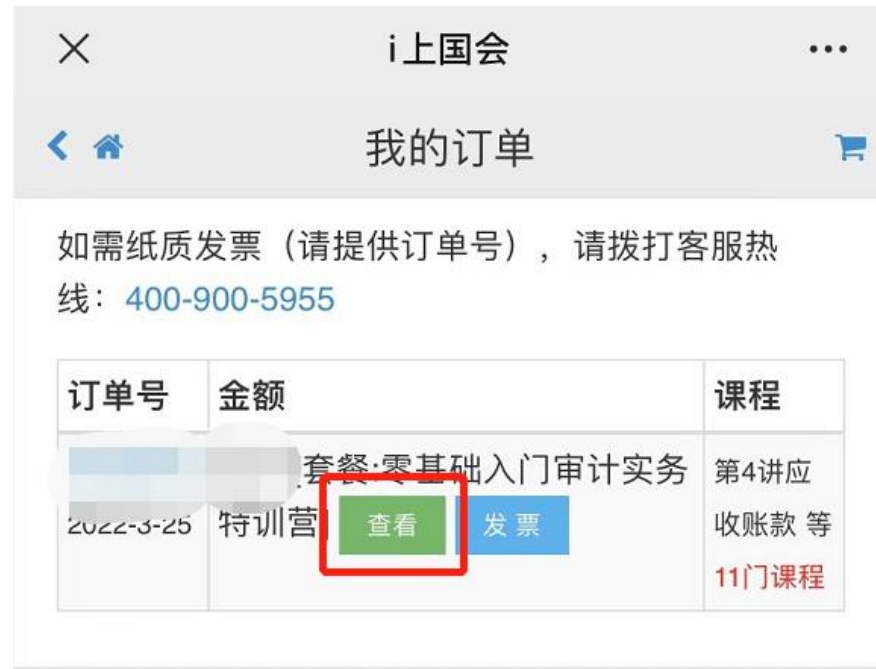 i上国会
我的订单
如需纸质发票（请提供订单号），请拨打客服热
线：400-900-5955
订单号 金额 课程
套餐:零基础入门审计实务 第4讲应
2022-3-25 特训营 查看 发票 收账款 等
11门课程